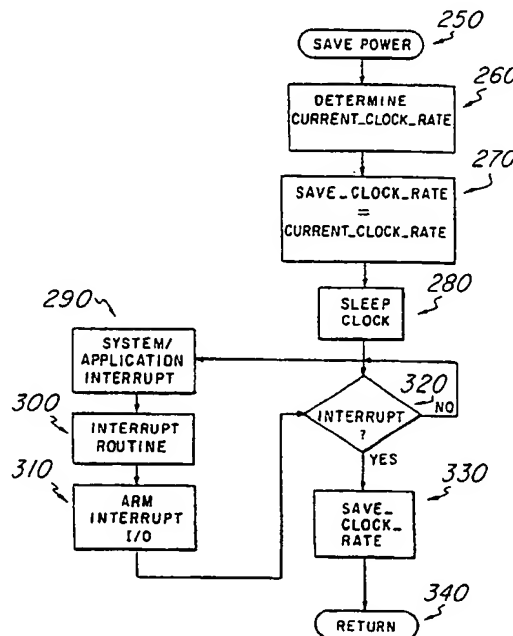 250
SAVE POWER
260
DETERMINE
CURRENT_CLOCK_RATE
270
SAVE_CLOCK_RATE
=
CURRENT_CLOCK_RATE
280
SLEEP
CLOCK
290
SYSTEM/
APPLICATION
INTERRUPT
300
INTERRUPT
ROUTINE
310
ARM
INTERRUPT
I/O
320
INTERRUPT
?
NO
YES
330
SAVE_
CLOCK_
RATE
340
RETURN